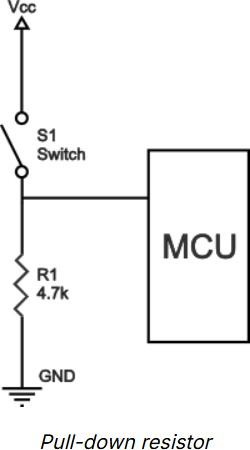 Vcc
S1
Switch
MCU
R1
4.7k
GND
Pull-down resistor